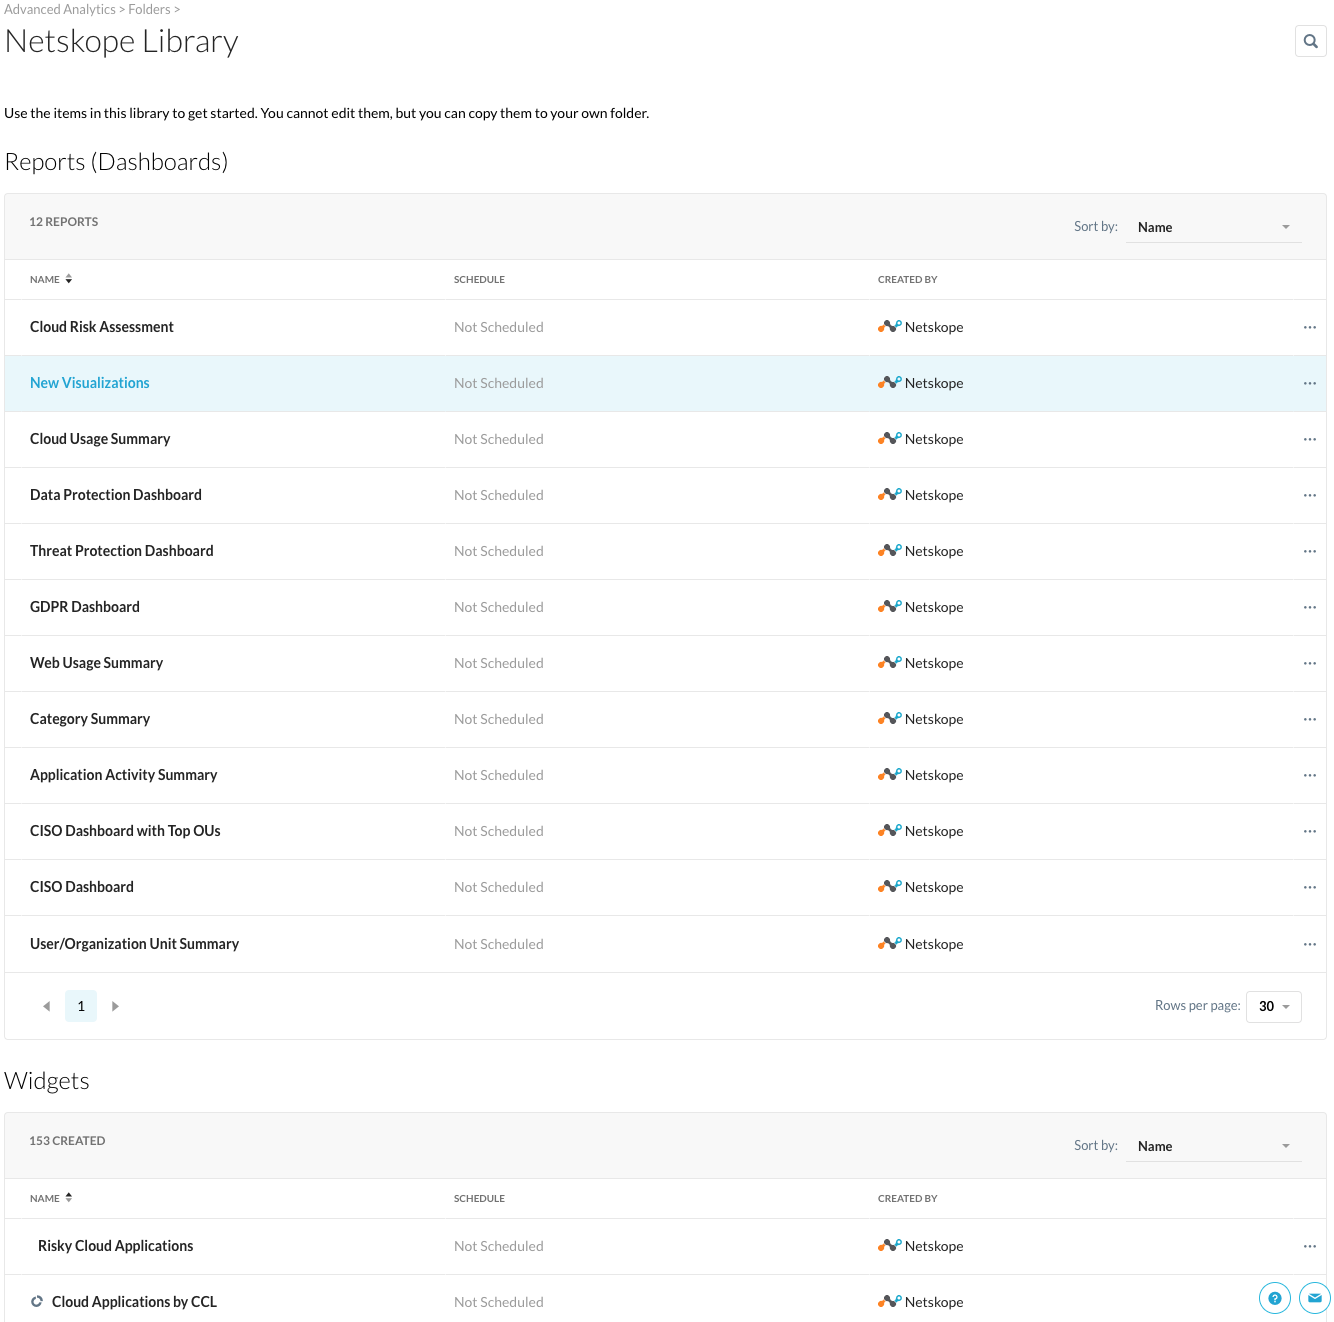 Advanced Analytics > Folders >
Netskope Library
Use the items in this library to get started. You cannot edit them, but you can copy them to your own folder.
Reports (Dashboards)
12 REPORTS Sort by: Name
NAME SCHEDULE CREATED BY
Cloud Risk Assessment Not Scheduled Netskope ...
New Visualizations Not Scheduled Netskope ...
Cloud Usage Summary Not Scheduled Netskope ...
Data Protection Dashboard Not Scheduled Netskope ...
Threat Protection Dashboard Not Scheduled Netskope ...
GDPR Dashboard Not Scheduled Netskope ...
Web Usage Summary Not Scheduled Netskope ...
Category Summary Not Scheduled Netskope ...
Application Activity Summary Not Scheduled Netskope ...
CISO Dashboard with Top OUs Not Scheduled Netskope ...
CISO Dashboard Not Scheduled Netskope ...
User/Organization Unit Summary Not Scheduled Netskope ...
1 Rows per page: 30
Widgets
153 CREATED Sort by: Name
NAME SCHEDULE CREATED BY
Risky Cloud Applications Not Scheduled Netskope ...
Cloud Applications by CCL Not Scheduled Netskope ?